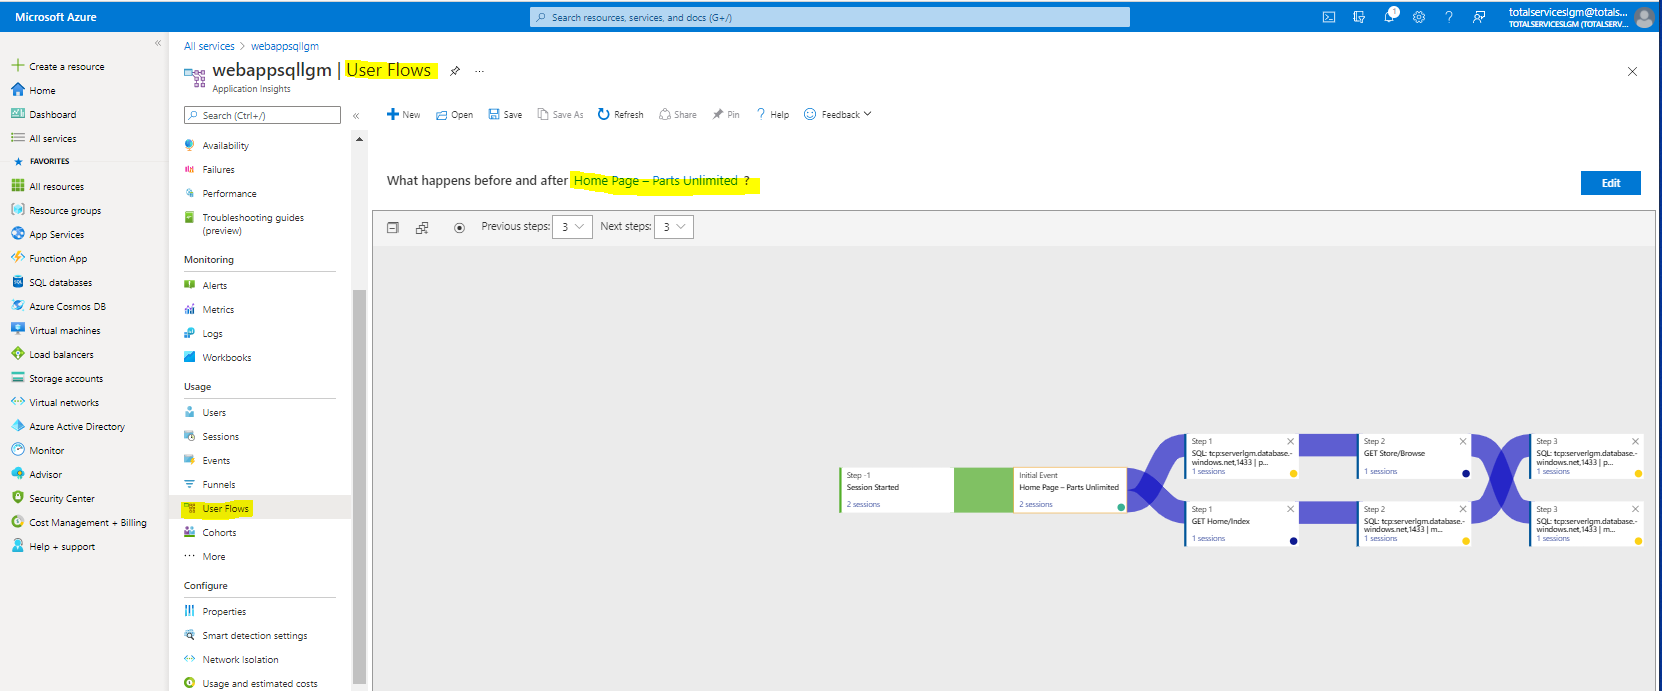 Microsoft Azure
Search resources, services, and docs (G+/)
1
totalserviceslgm@totals...
TOTALSERVICESLGM (TOTALSERV...
«
Create a resource
Home
Dashboard
All services
FAVORITES
All resources
Resource groups
App Services
Function App
SQL databases
Azure Cosmos DB
Virtual machines
Load balancers
Storage accounts
Virtual networks
Azure Active Directory
Monitor
Advisor
Security Center
Cost Management + Billing
Help + support
All services > webappsqllgm
webappsqllgm | User Flows
Application Insights
Search (Ctrl+/)
«
Availability
Failures
Performance
Troubleshooting guides
(preview)
Monitoring
Alerts
Metrics
Logs
Workbooks
Usage
Users
Sessions
Events
Funnels
User Flows
Cohorts
More
Configure
Properties
Smart detection settings
Network Isolation
Usage and estimated costs
New Open Save Save As Refresh Share Pin Help Feedback
What happens before and after Home Page – Parts Unlimited ?
Edit
Previous steps: 3 Next steps: 3
Step -1
Session Started
2 sessions
Initial Event
Home Page – Parts Unlimited
2 sessions
Step 1
SQL: tcp:serverlgm.database.-
windows.net,1433 | p...
1 sessions
Step 2
GET Store/Browse
1 sessions
Step 3
SQL: tcp:serverlgm.database.-
windows.net,1433 | p...
1 sessions
Step 1
GET Home/Index
1 sessions
Step 2
SQL: tcp:serverlgm.database.-
windows.net,1433 | m...
1 sessions
Step 3
SQL: tcp:serverlgm.database.-
windows.net,1433 | m...
1 sessions